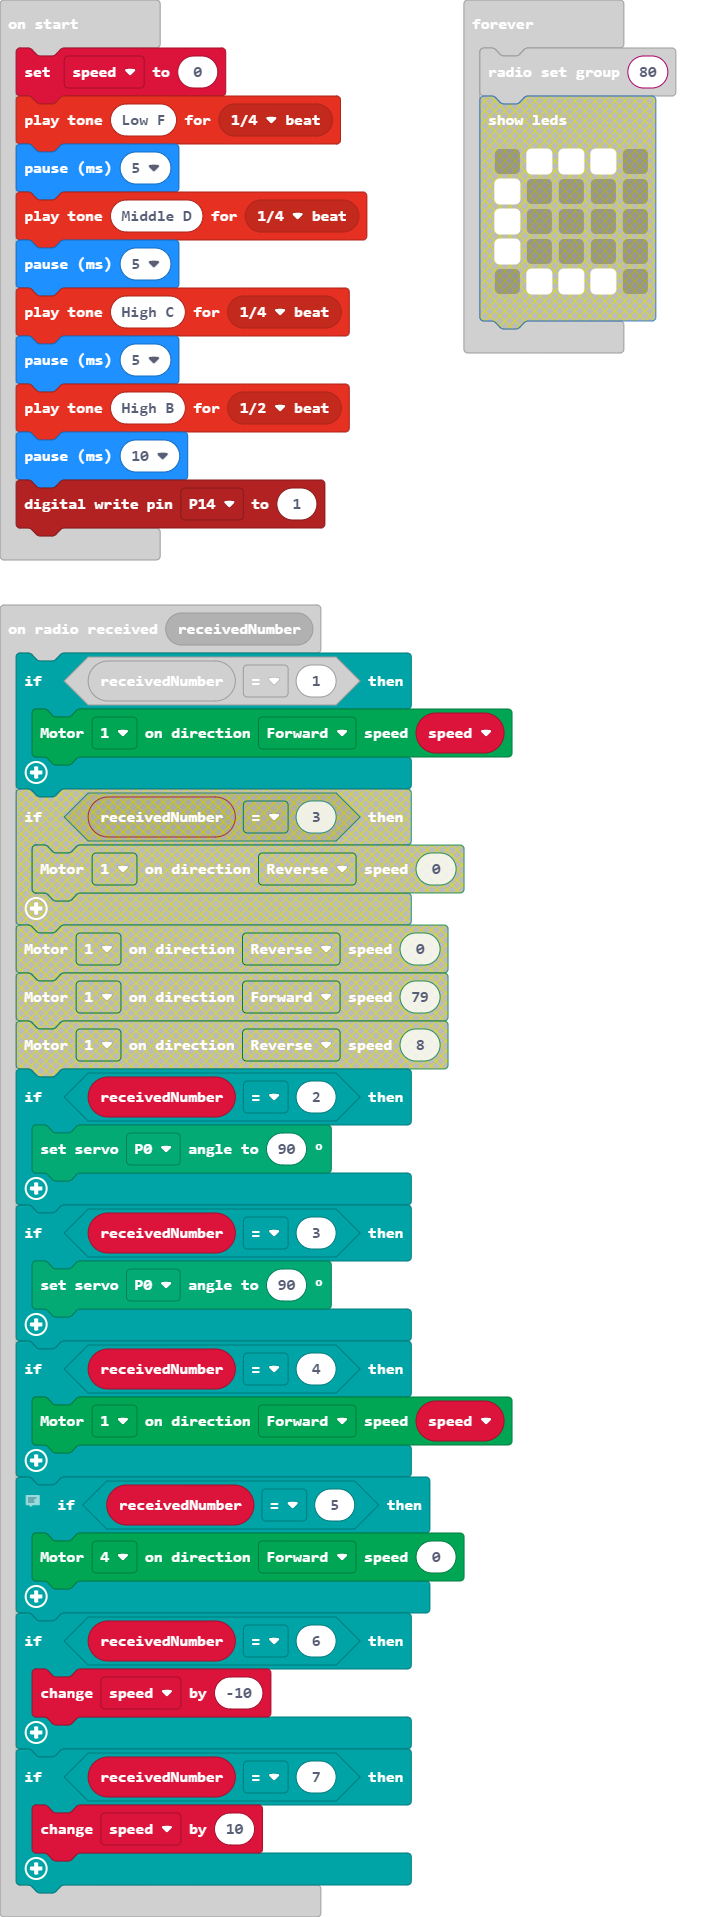 on start
set speed to 0
play tone Low F for 1/4 beat
pause (ms) 5
play tone Middle D for 1/4 beat
pause (ms) 5
play tone High C for 1/4 beat
pause (ms) 5
play tone High B for 1/2 beat
pause (ms) 10
digital write pin P14 to 1
forever
radio set group 80
show leds
on radio received receivedNumber
if receivedNumber = 1 then
Motor 1 on direction Forward speed speed
if receivedNumber = 3 then
Motor 1 on direction Reverse speed 0
Motor 1 on direction Reverse speed 0
Motor 1 on direction Forward speed 79
Motor 1 on direction Reverse speed 8
if receivedNumber = 2 then
set servo P0 angle to 90 °
if receivedNumber = 3 then
set servo P0 angle to 90 °
if receivedNumber = 4 then
Motor 1 on direction Forward speed speed
if receivedNumber = 5 then
Motor 4 on direction Forward speed 0
if receivedNumber = 6 then
change speed by -10
if receivedNumber = 7 then
change speed by 10